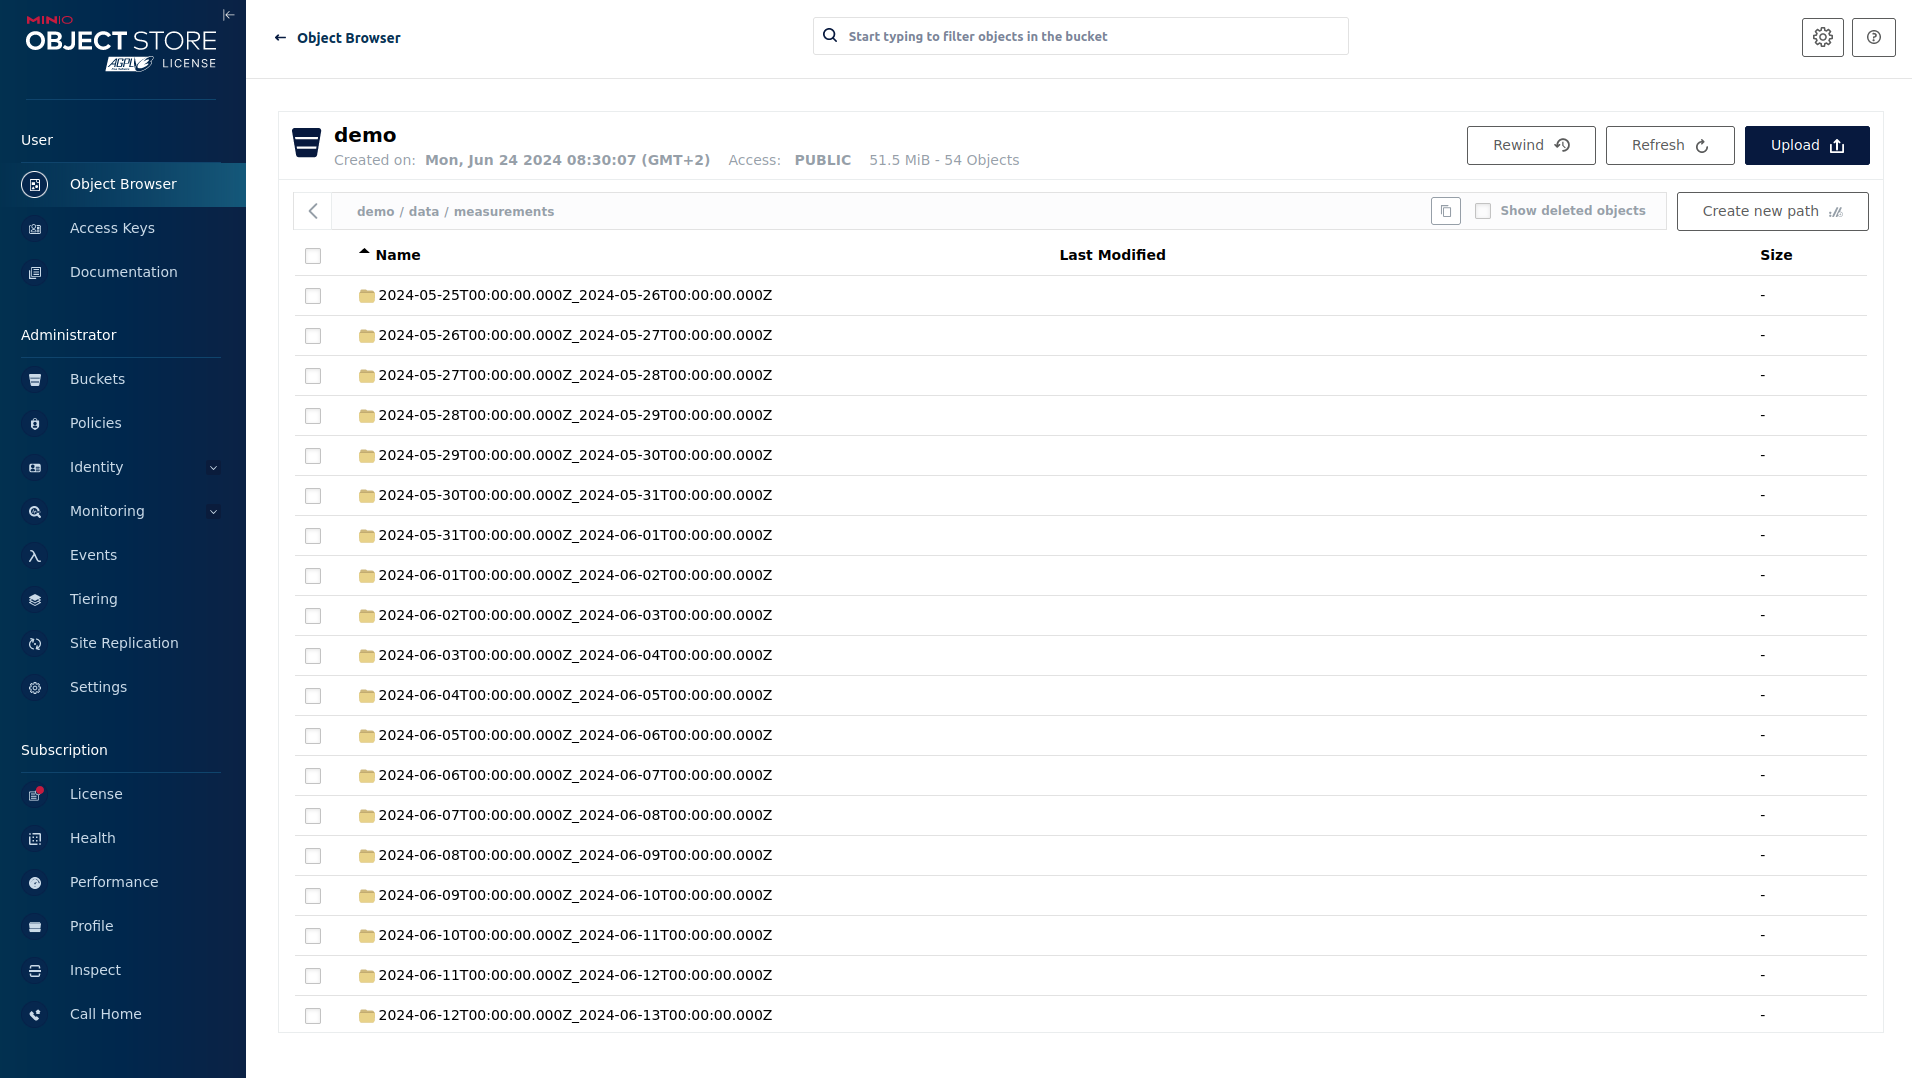 MINIO
OBJECT STORE
AGPLv3 LICENSE
User
Object Browser
Access Keys
Documentation
Administrator
Buckets
Policies
Identity
Monitoring
Events
Tiering
Site Replication
Settings
Subscription
License
Health
Performance
Profile
Inspect
Call Home
Object Browser
Start typing to filter objects in the bucket
demo
Created on: Mon, Jun 24 2024 08:30:07 (GMT+2) Access: PUBLIC 51.5 MiB - 54 Objects
Rewind
Refresh
Upload
demo / data / measurements
Show deleted objects
Create new path
Name Last Modified Size
2024-05-25T00:00:00.000Z_2024-05-26T00:00:00.000Z -
2024-05-26T00:00:00.000Z_2024-05-27T00:00:00.000Z -
2024-05-27T00:00:00.000Z_2024-05-28T00:00:00.000Z -
2024-05-28T00:00:00.000Z_2024-05-29T00:00:00.000Z -
2024-05-29T00:00:00.000Z_2024-05-30T00:00:00.000Z -
2024-05-30T00:00:00.000Z_2024-05-31T00:00:00.000Z -
2024-05-31T00:00:00.000Z_2024-06-01T00:00:00.000Z -
2024-06-01T00:00:00.000Z_2024-06-02T00:00:00.000Z -
2024-06-02T00:00:00.000Z_2024-06-03T00:00:00.000Z -
2024-06-03T00:00:00.000Z_2024-06-04T00:00:00.000Z -
2024-06-04T00:00:00.000Z_2024-06-05T00:00:00.000Z -
2024-06-05T00:00:00.000Z_2024-06-06T00:00:00.000Z -
2024-06-06T00:00:00.000Z_2024-06-07T00:00:00.000Z -
2024-06-07T00:00:00.000Z_2024-06-08T00:00:00.000Z -
2024-06-08T00:00:00.000Z_2024-06-09T00:00:00.000Z -
2024-06-09T00:00:00.000Z_2024-06-10T00:00:00.000Z -
2024-06-10T00:00:00.000Z_2024-06-11T00:00:00.000Z -
2024-06-11T00:00:00.000Z_2024-06-12T00:00:00.000Z -
2024-06-12T00:00:00.000Z_2024-06-13T00:00:00.000Z -